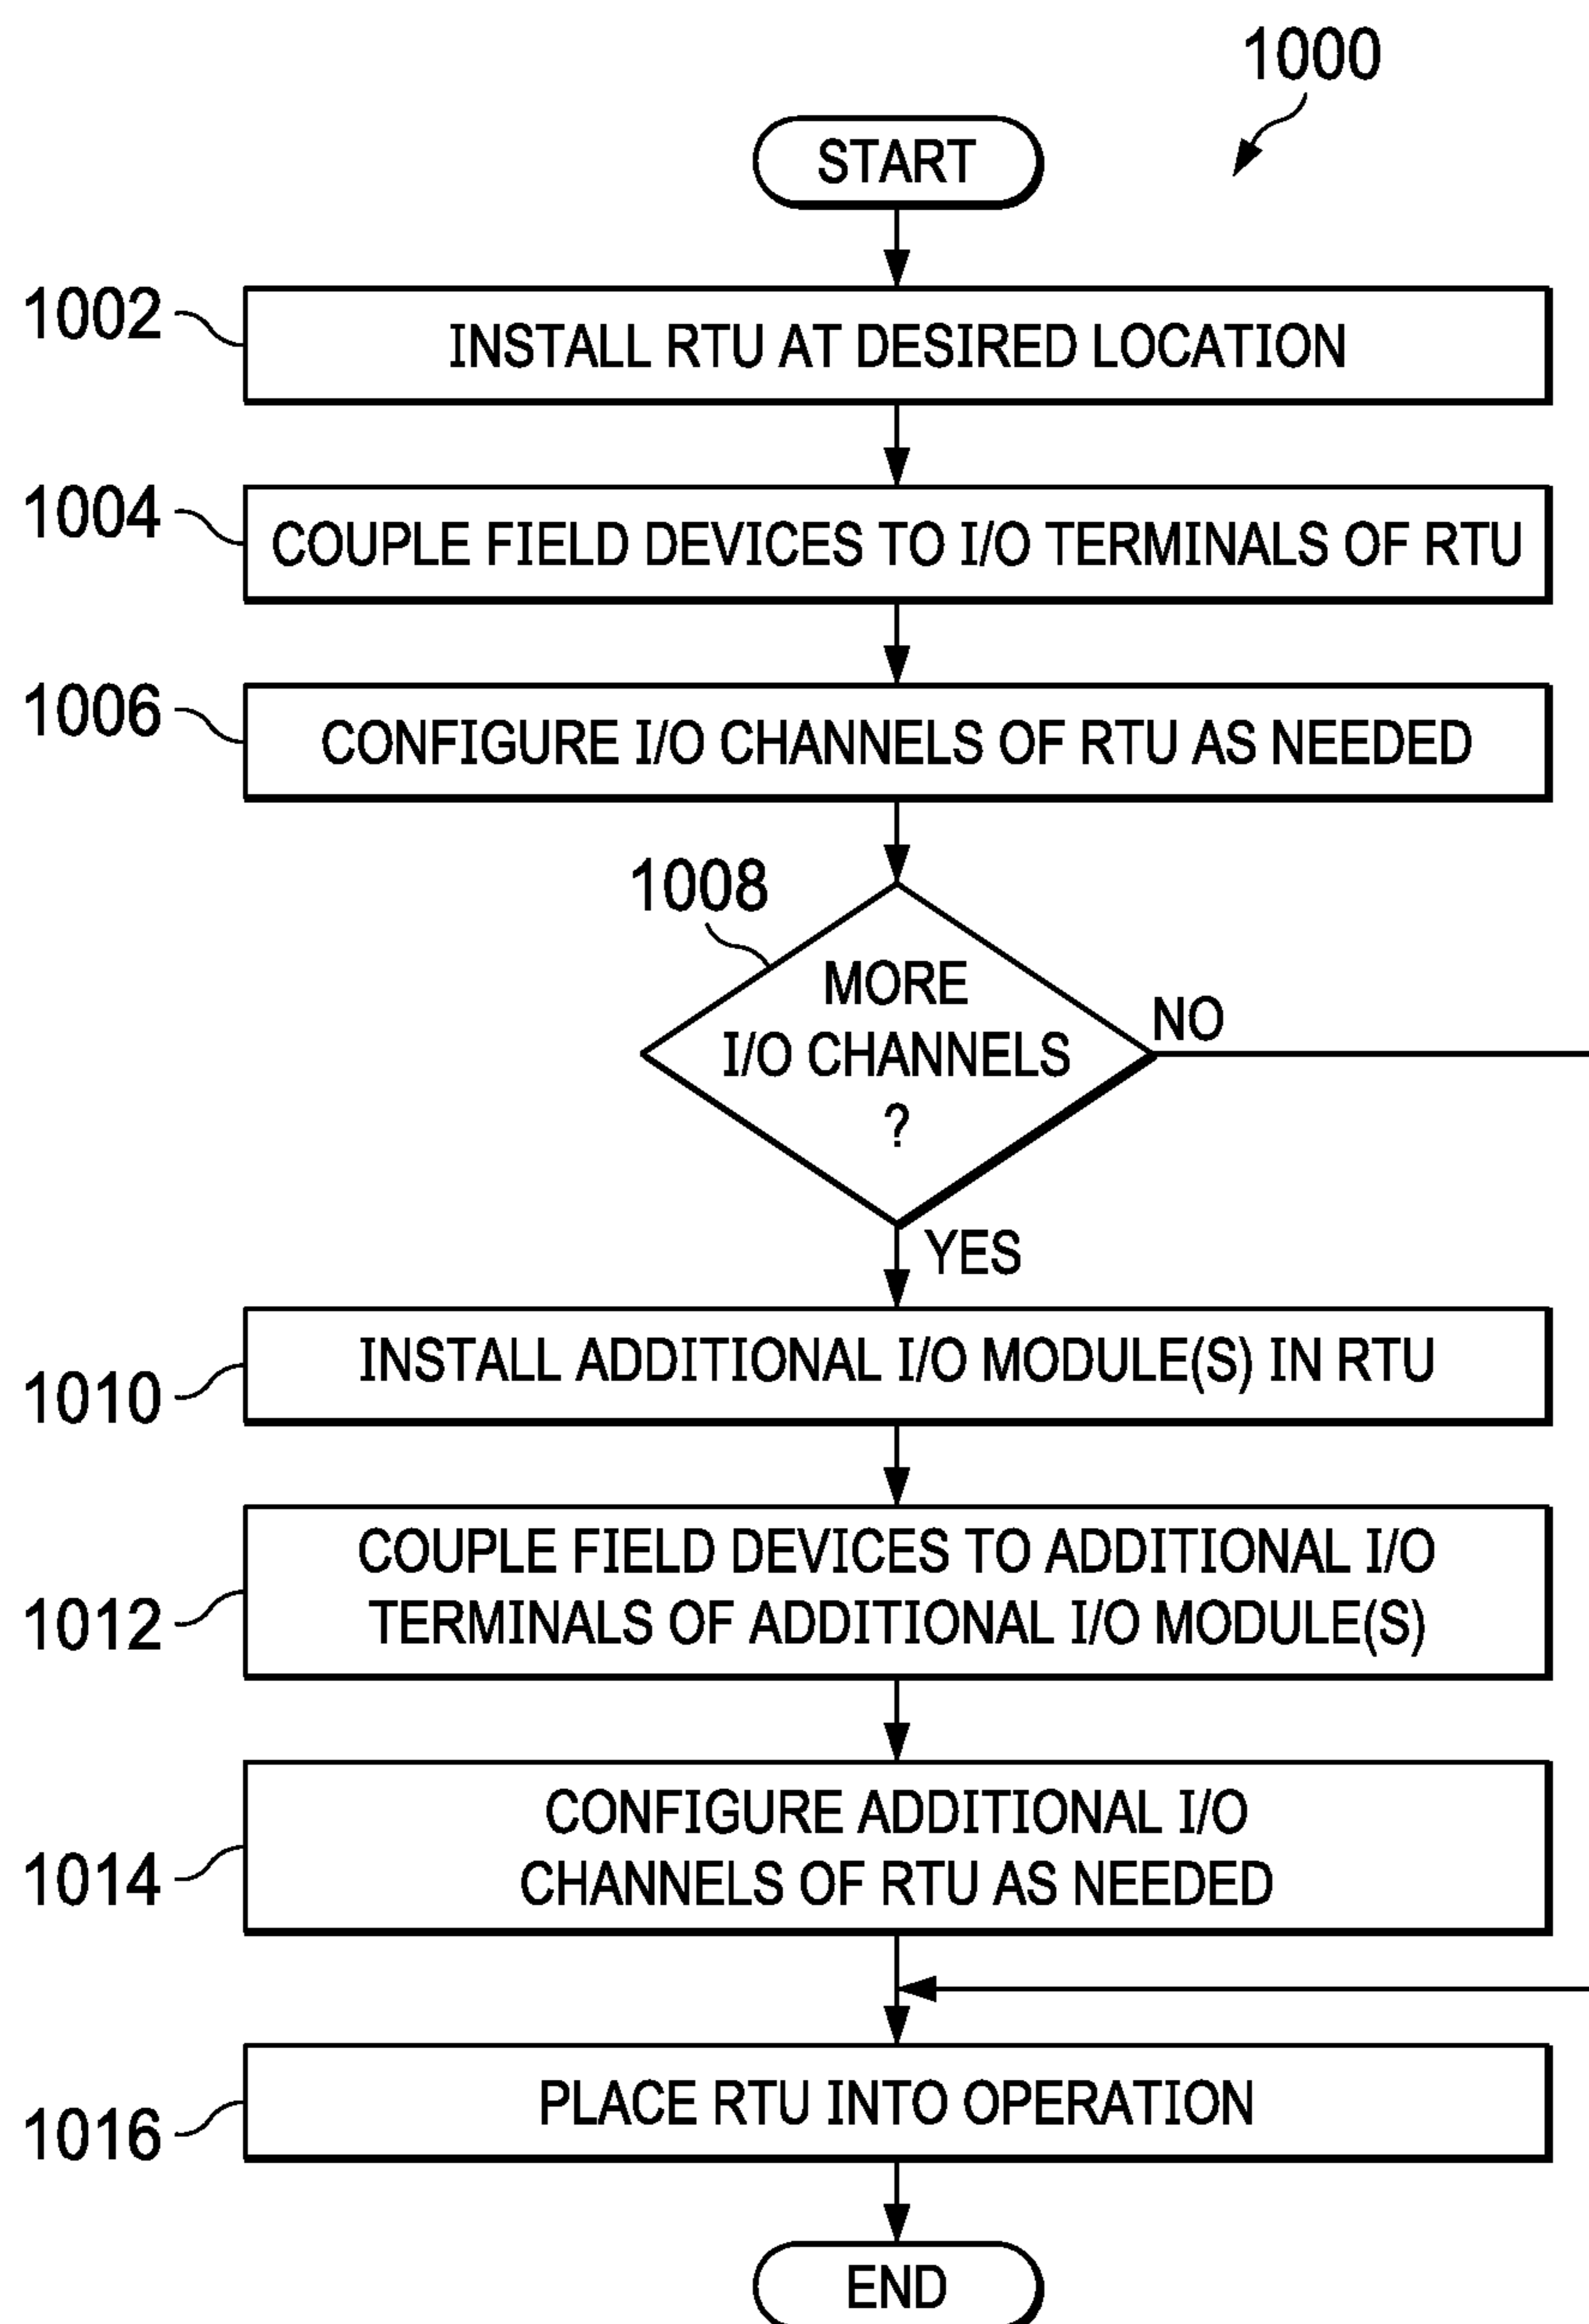 1000
START
1002
INSTALL RTU AT DESIRED LOCATION
1004
COUPLE FIELD DEVICES TO I/O TERMINALS OF RTU
1006
CONFIGURE I/O CHANNELS OF RTU AS NEEDED
1008
MORE
I/O CHANNELS
?
NO
YES
1010
INSTALL ADDITIONAL I/O MODULE(S) IN RTU
1012
COUPLE FIELD DEVICES TO ADDITIONAL I/O
TERMINALS OF ADDITIONAL I/O MODULE(S)
1014
CONFIGURE ADDITIONAL I/O
CHANNELS OF RTU AS NEEDED
1016
PLACE RTU INTO OPERATION
END